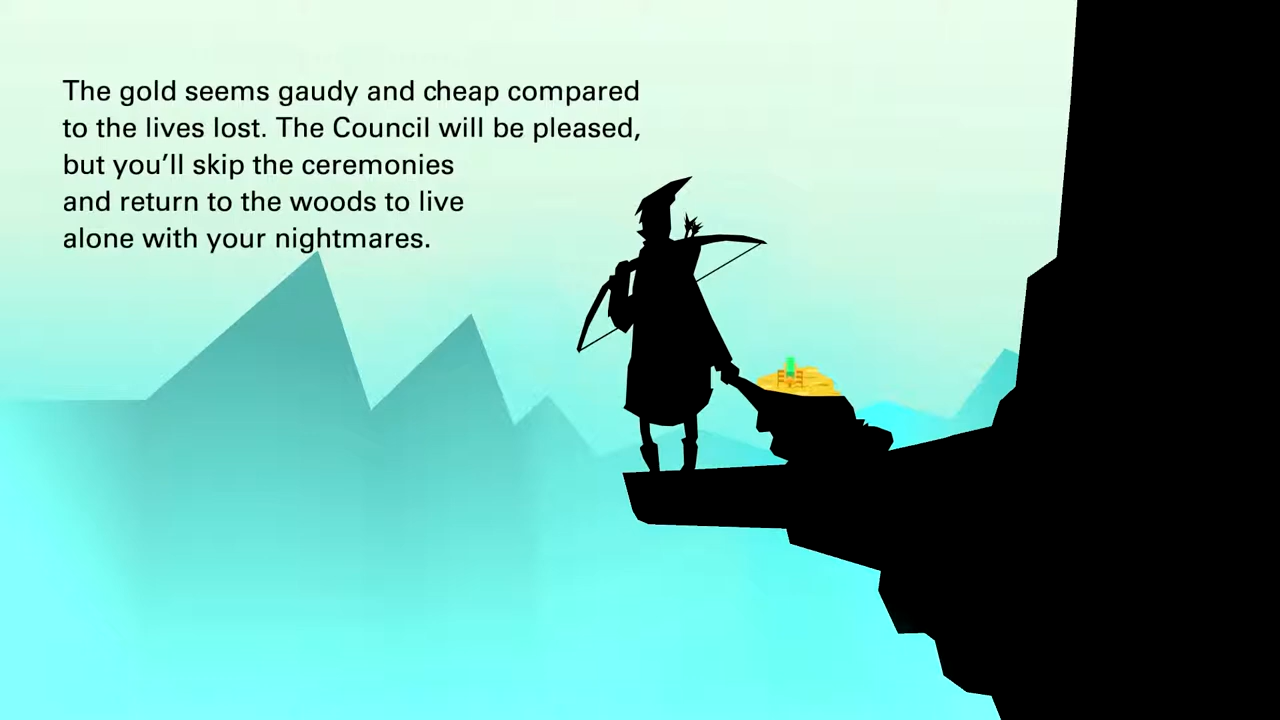 The gold seems gaudy and cheap compared
to the lives lost. The Council will be pleased,
but you’ll skip the ceremonies
and return to the woods to live
alone with your nightmares.